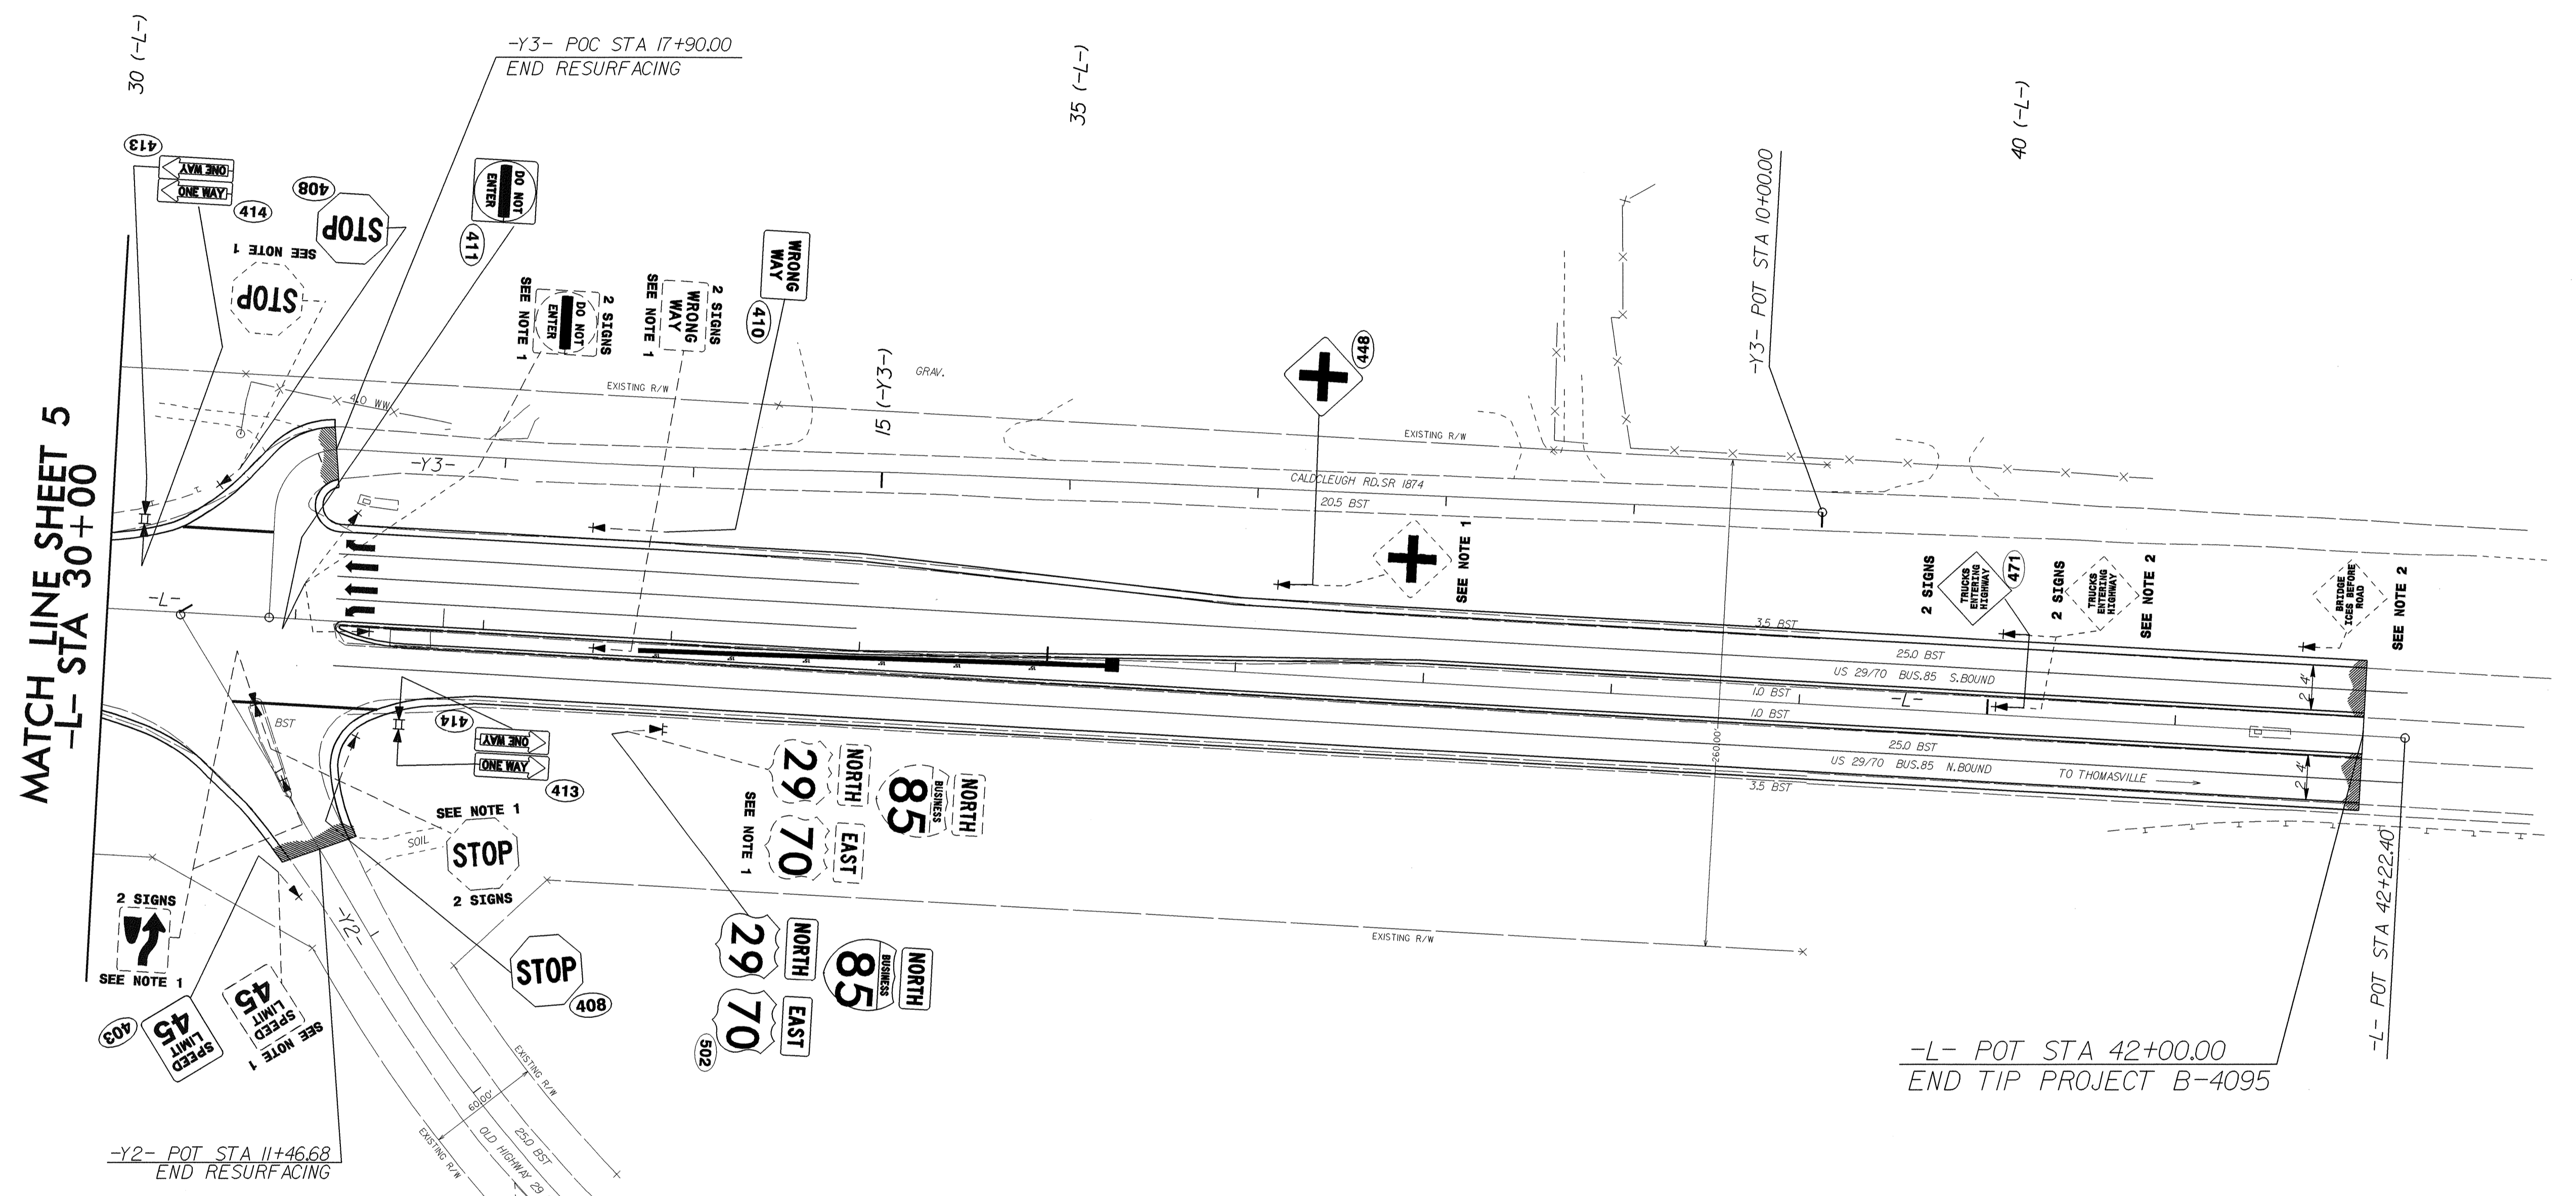 30 (-L-)
-Y3- POC STA 17+90.00
END RESURFACING
35 (-L-)
40 (-L-)
-Y3- POT STA 10+00.00
413
ONE WAY
ONE WAY
414
408
STOP
SEE NOTE 1
STOP
DO NOT
ENTER
411
2 SIGNS
DO NOT
ENTER
SEE NOTE 1
2 SIGNS
WRONG
WAY
SEE NOTE 1
WRONG
WAY
410
448
15 (-Y3-)
GRAV.
EXISTING R/W
4.0 WW
EXISTING R/W
-Y3-
CALDCLEUGH RD.SR 1874
20.5 BST
SEE NOTE 1
MATCH LINE SHEET 5
-L- STA 30+00
-L-
2 SIGNS
TRUCKS
ENTERING
HIGHWAY
471
2 SIGNS
TRUCKS
ENTERING
HIGHWAY
SEE NOTE 2
BRIDGE
ICES BEFORE
ROAD
SEE NOTE 2
3.5 BST
25.0 BST
US 29/70 BUS.85 S.BOUND
1.0 BST
-L-
1.0 BST
25.0 BST
US 29/70 BUS.85 N.BOUND
TO THOMASVILLE
3.5 BST
2.4'
2.4'
260.00'
BST
414
ONE WAY
ONE WAY
413
SEE NOTE 1
SOIL
STOP
2 SIGNS
NORTH
29
EAST
70
SEE NOTE 1
NORTH
BUSINESS
85
2 SIGNS
SEE NOTE 1
-Y2-
STOP
408
NORTH
29
EAST
70
502
NORTH
BUSINESS
85
EXISTING R/W
403
SPEED
LIMIT
45
SPEED
LIMIT
45
SEE NOTE 1
EXISTING R/W
60.00'
EXISTING R/W
25.0 BST
OLD HIGHWAY 29
-Y2- POT STA 11+46.68
END RESURFACING
-L- POT STA 42+22.40
-L- POT STA 42+00.00
END TIP PROJECT B-4095